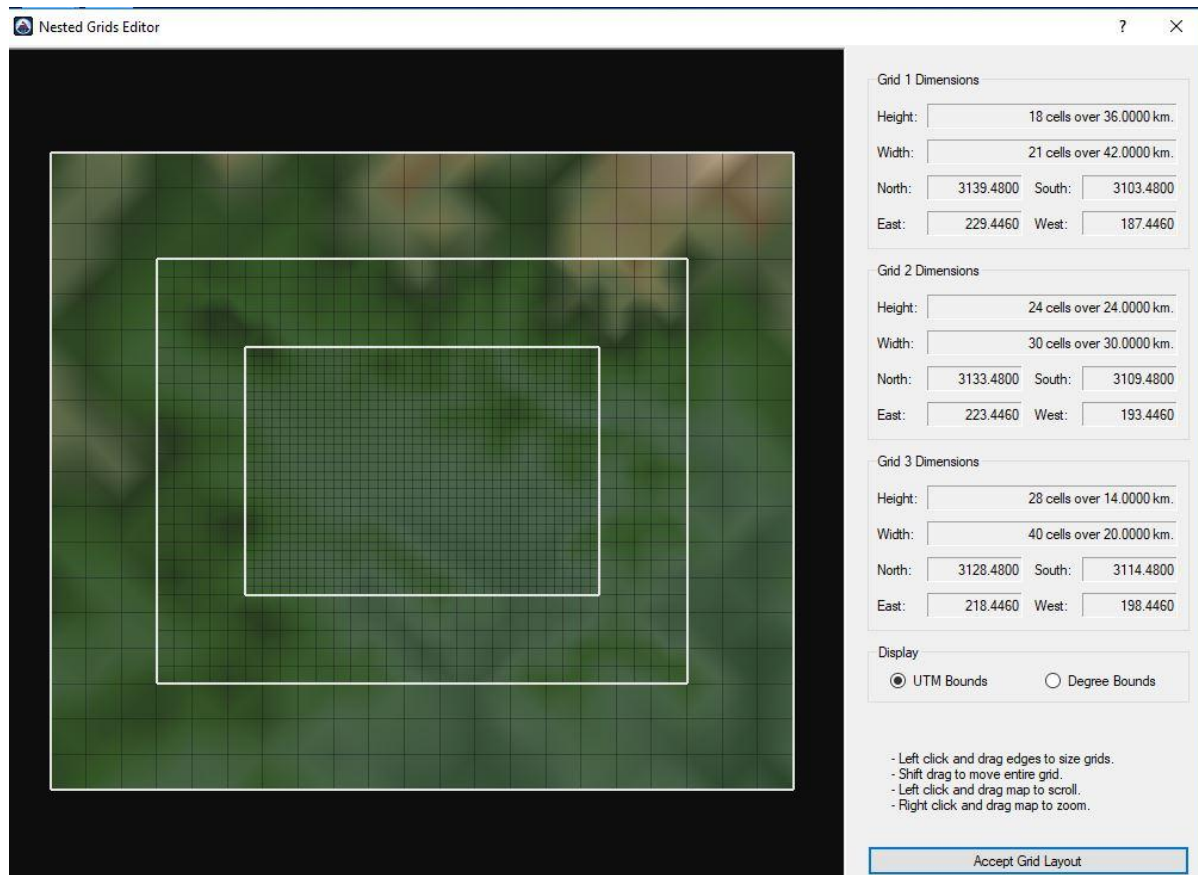 Nested Grids Editor
?
Grid 1 Dimensions
Height: 18 cells over 36.0000 km.
Width: 21 cells over 42.0000 km.
North: 3139.4800 South: 3103.4800
East: 229.4460 West: 187.4460
Grid 2 Dimensions
Height: 24 cells over 24.0000 km.
Width: 30 cells over 30.0000 km.
North: 3133.4800 South: 3109.4800
East: 223.4460 West: 193.4460
Grid 3 Dimensions
Height: 28 cells over 14.0000 km.
Width: 40 cells over 20.0000 km.
North: 3128.4800 South: 3114.4800
East: 218.4460 West: 198.4460
Display
UTM Bounds Degree Bounds
- Left click and drag edges to size grids.
- Shift drag to move entire grid.
- Left click and drag map to scroll.
- Right click and drag map to zoom.
Accept Grid Layout